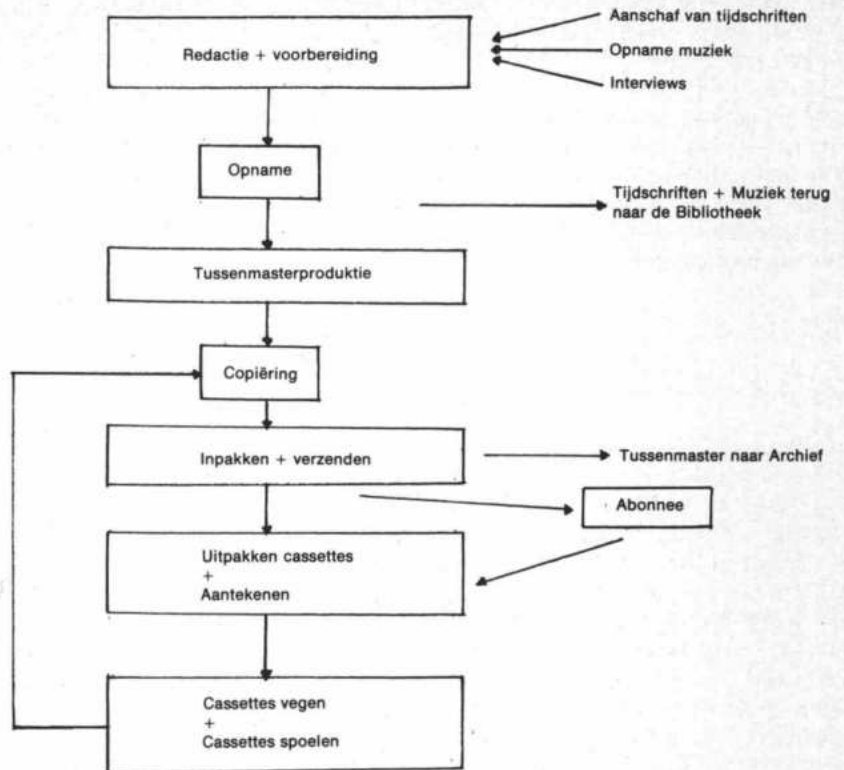 Aanschaf van tijdschriften
Redactie + voorbereiding
Opname muziek
Interviews
Opname
Tijdschriften + Muziek terug
naar de Bibliotheek
Tussenmasterproduktie
Copiëring
Inpakken + verzenden
Tussenmaster naar Archief
Abonnee
Uitpakken cassettes
+
Aantekenen
Cassettes vegen
+
Cassettes spoelen